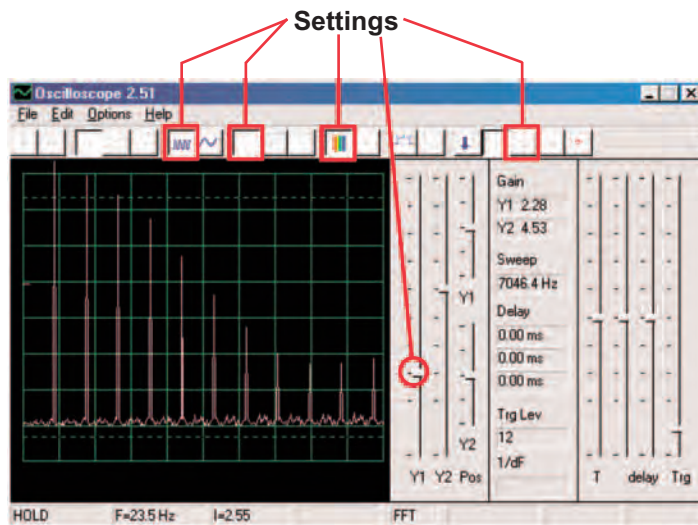 Settings
Oscilloscope 2.51
File Edit Options Help
Gain
Y1 2.28
Y2 4.53
Sweep
7046.4 Hz
Delay
0.00 ms
0.00 ms
0.00 ms
Trg Lev
12
1/dF
Y1
Y2
Y1 Y2 Pos
T delay Trg
HOLD F=23.5 Hz I=2.55 FFT